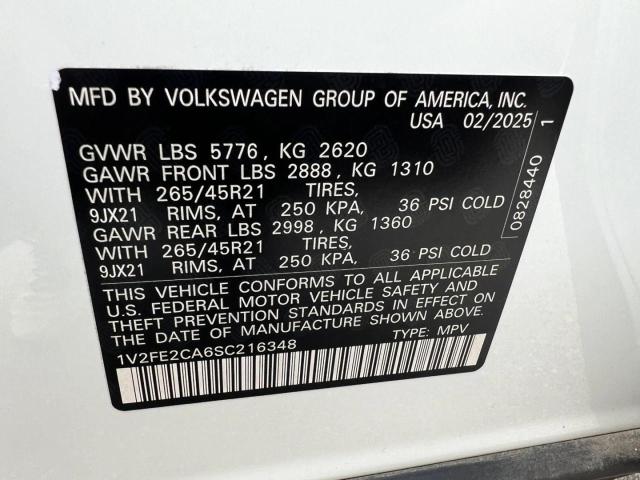 MFD BY VOLKSWAGEN GROUP OF AMERICA, INC.
USA 02/2025
GVWR LBS 5776, KG 2620
GAWR FRONT LBS 2888, KG 1310
WITH 265/45R21 TIRES,
9JX21 RIMS, AT 250 KPA, 36 PSI COLD
GAWR REAR LBS 2998, KG 1360
WITH 265/45R21 TIRES,
9JX21 RIMS, AT 250 KPA, 36 PSI COLD
THIS VEHICLE CONFORMS TO ALL APPLICABLE
U.S. FEDERAL MOTOR VEHICLE SAFETY AND
THEFT PREVENTION STANDARDS IN EFFECT ON
THE DATE OF MANUFACTURE SHOWN ABOVE.
1V2FE2CA6SC216348 TYPE: MPV
0828440 1